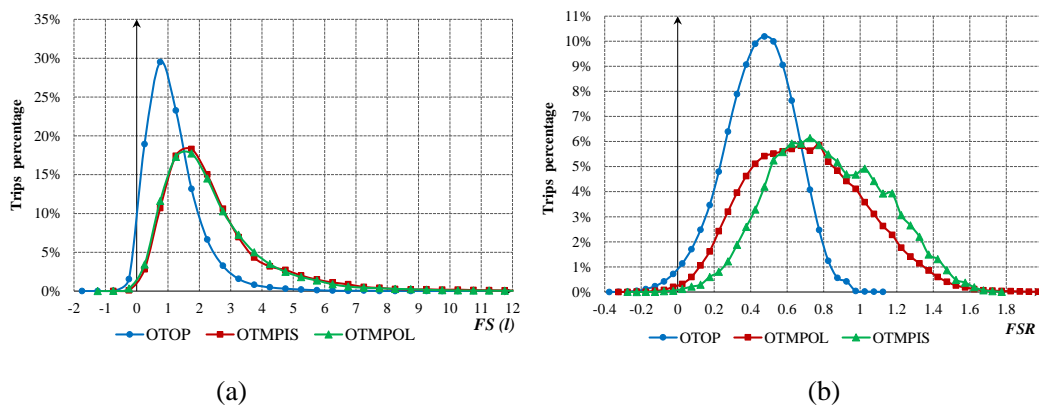 35%
30%
25%
20%
15%
10%
5%
0%
Trips percentage
-2 -1 0 1 2 3 4 5 6 7 8 9 10 11 12
FS (l)
OTOP OTMPIS OTMPOL
(a)
11%
10%
9%
8%
7%
6%
5%
4%
3%
2%
1%
0%
Trips percentage
-0.4 -0.2 0 0.2 0.4 0.6 0.8 1 1.2 1.4 1.6 1.8
FSR
OTOP OTMPOL OTMPIS
(b)